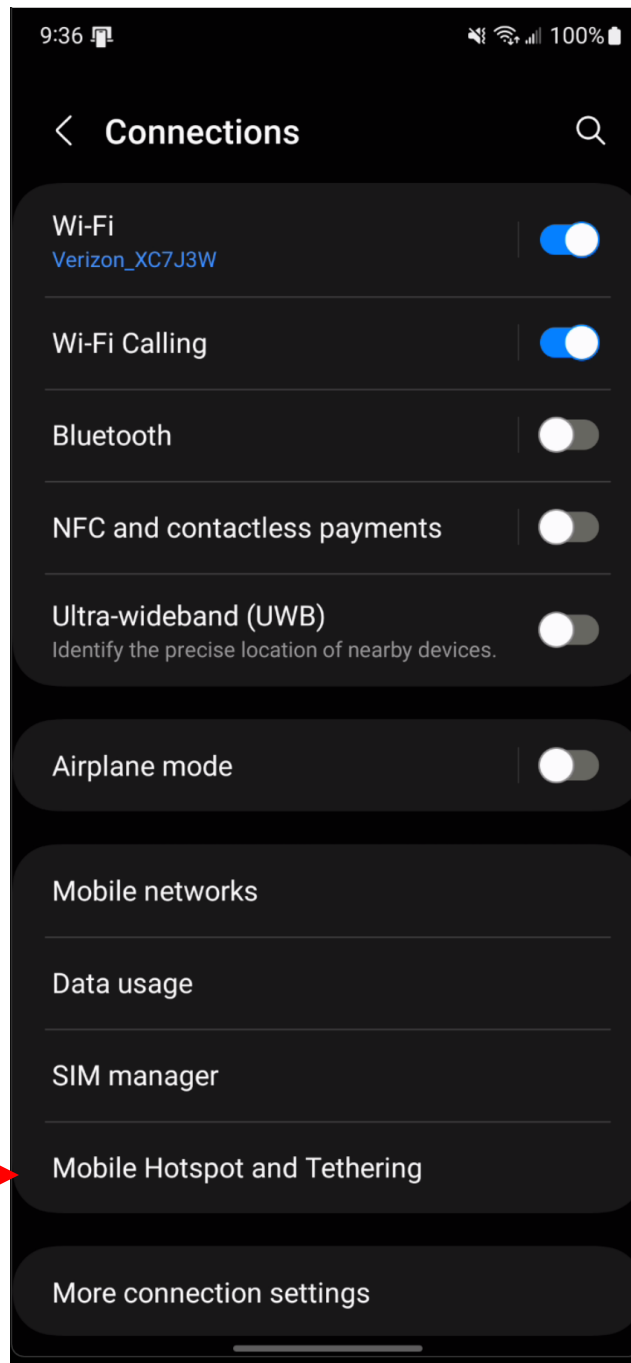 9:36
100%
Connections
Wi-Fi
Verizon_XC7J3W
Wi-Fi Calling
Bluetooth
NFC and contactless payments
Ultra-wideband (UWB)
Identify the precise location of nearby devices.
Airplane mode
Mobile networks
Data usage
SIM manager
Mobile Hotspot and Tethering
More connection settings